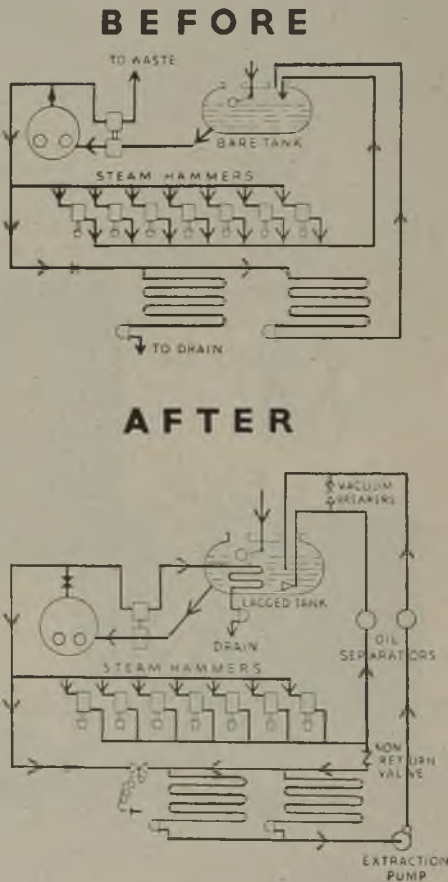 BEFORE
TO WASTE
BARE TANK
STEAM HAMMERS
TO DRAIN
AFTER
VACUUM
BREAKERS
LAGGED TANK
DRAIN
OIL
SEPARATORS
STEAM HAMMERS
NON
RETURN
VALVE
EXTRACTION
PUMP